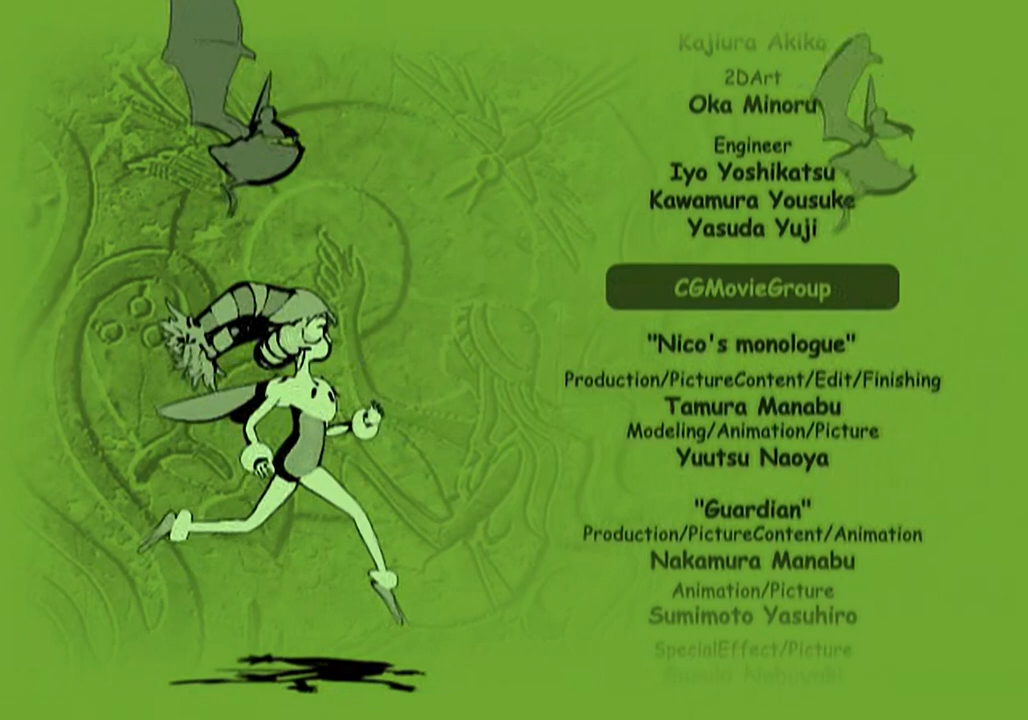 Kajiura Akiko
2DArt
Oka Minoru
Engineer
Iyo Yoshikatsu
Kawamura Yousuke
Yasuda Yuji
CGMovieGroup
"Nico's monologue"
Production/PictureContent/Edit/Finishing
Tamura Manabu
Modeling/Animation/Picture
Yuutsu Naoya
"Guardian"
Production/PictureContent/Animation
Nakamura Manabu
Animation/Picture
Sumimoto Yasuhiro
SpecialEffect/Picture